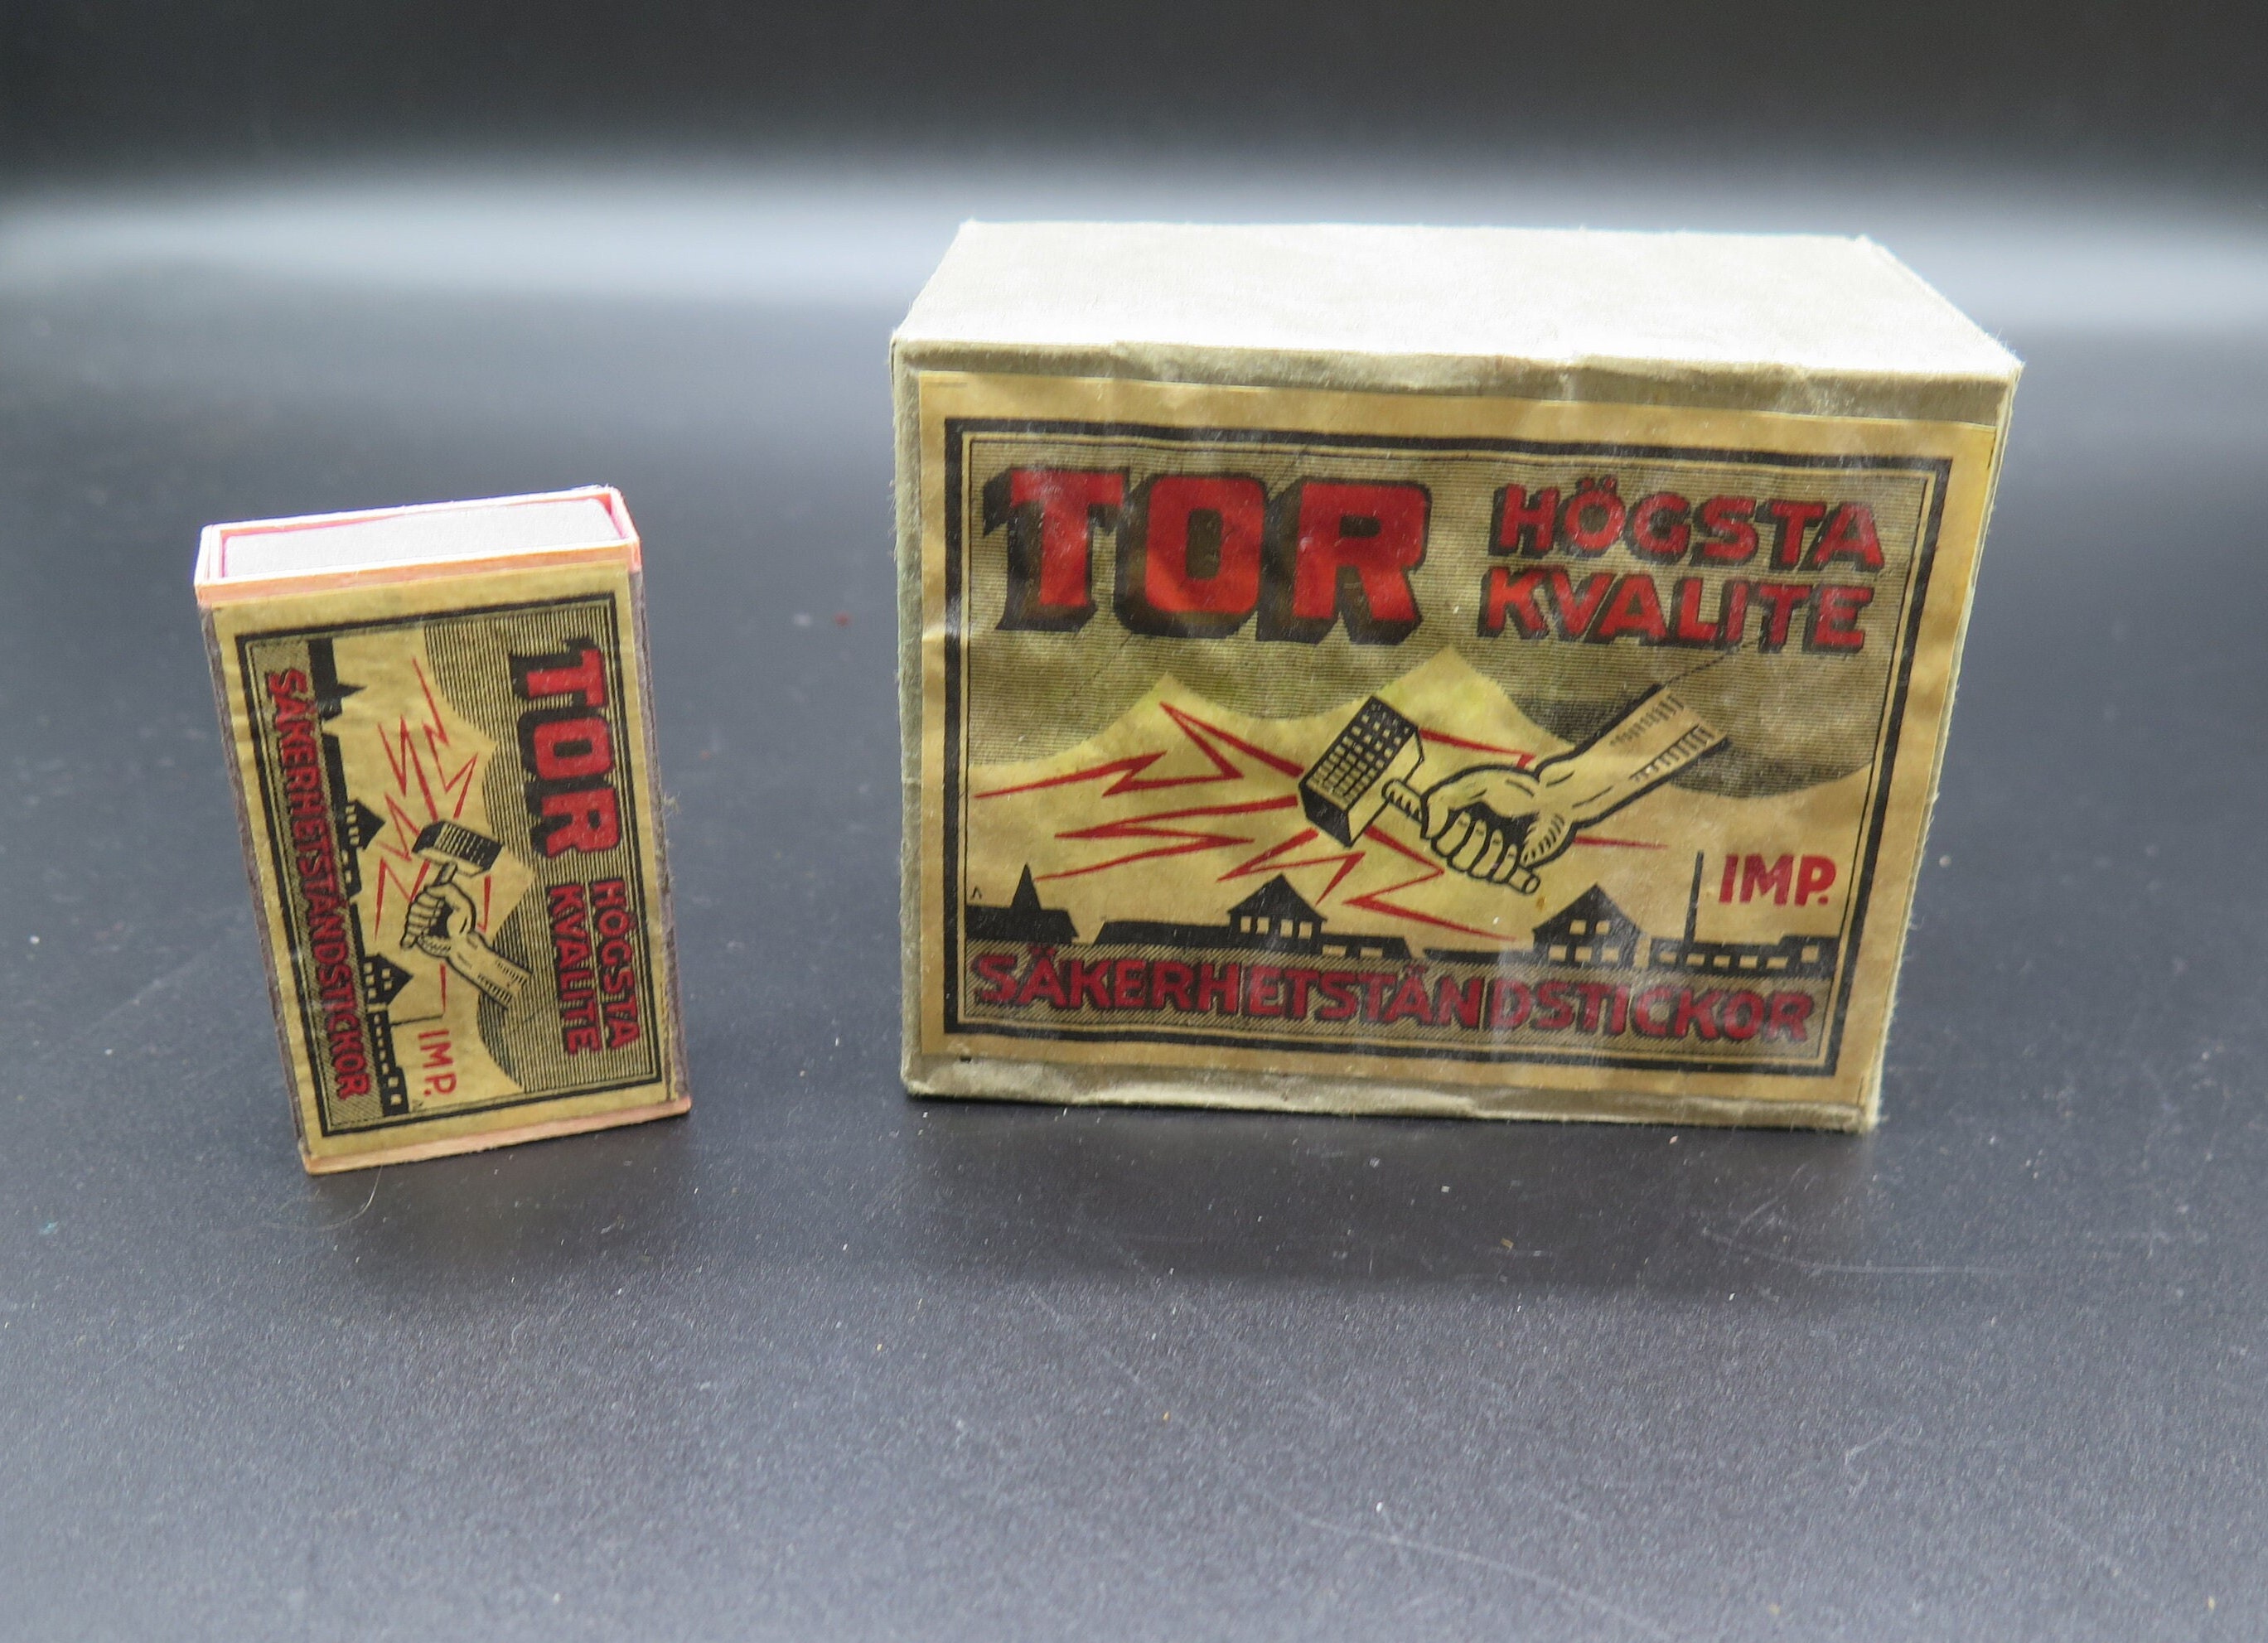 TOR
HÖGSTA
KVALITE
IMP.
SÄKERHETSTÄNDSTICKOR
TOR
HÖGSTA
KVALITE
IMP.
SÄKERHETSTÄNDSTICKOR